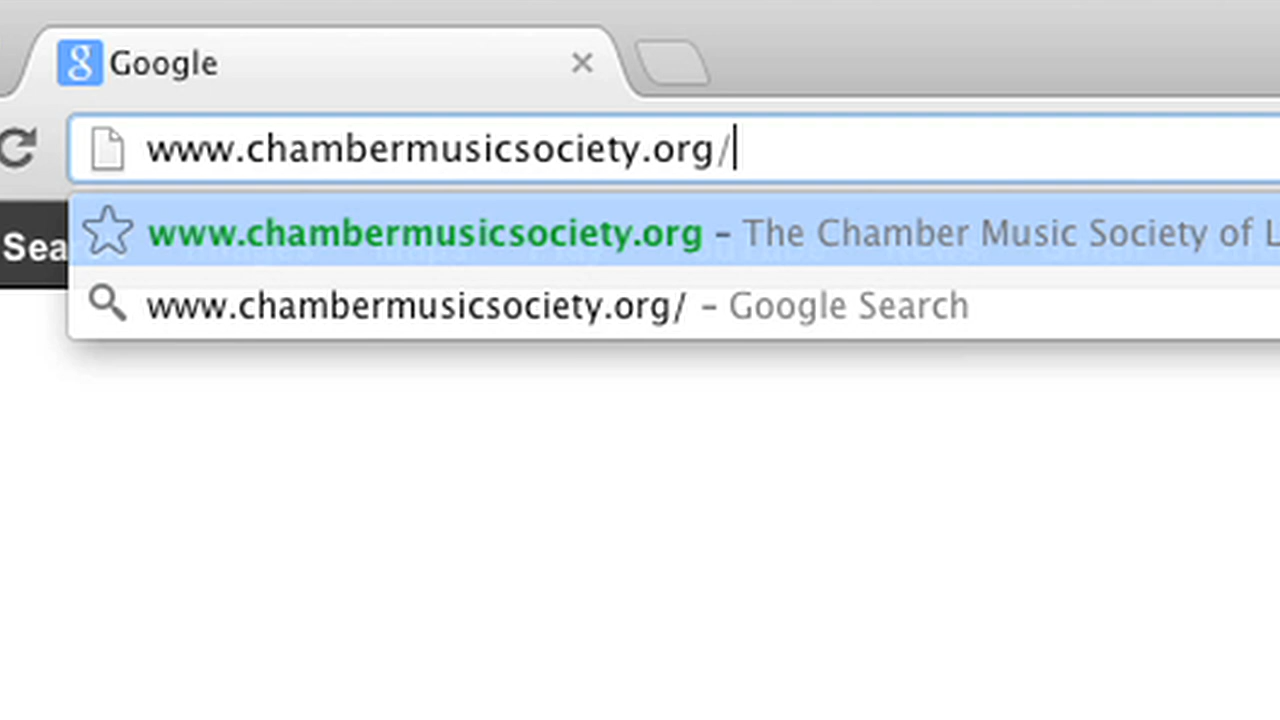 Google
www.chambermusicsociety.org/
Sea
www.chambermusicsociety.org – The Chamber Music Society of L
www.chambermusicsociety.org/ – Google Search